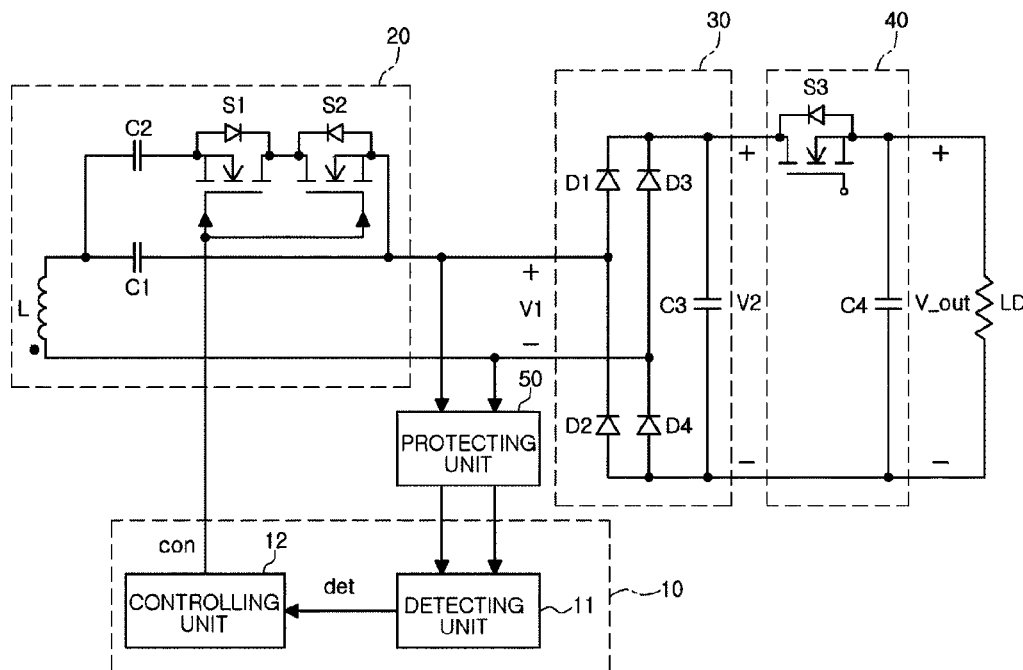 20
30
40
S1
S2
S3
C2
D1
D3
C1
+
+
+
L
V1
C3
V2
C4
V_out
LD
−
50
PROTECTING
UNIT
D2
D4
−
−
con
12
det
CONTROLLING
UNIT
DETECTING
UNIT
11
10